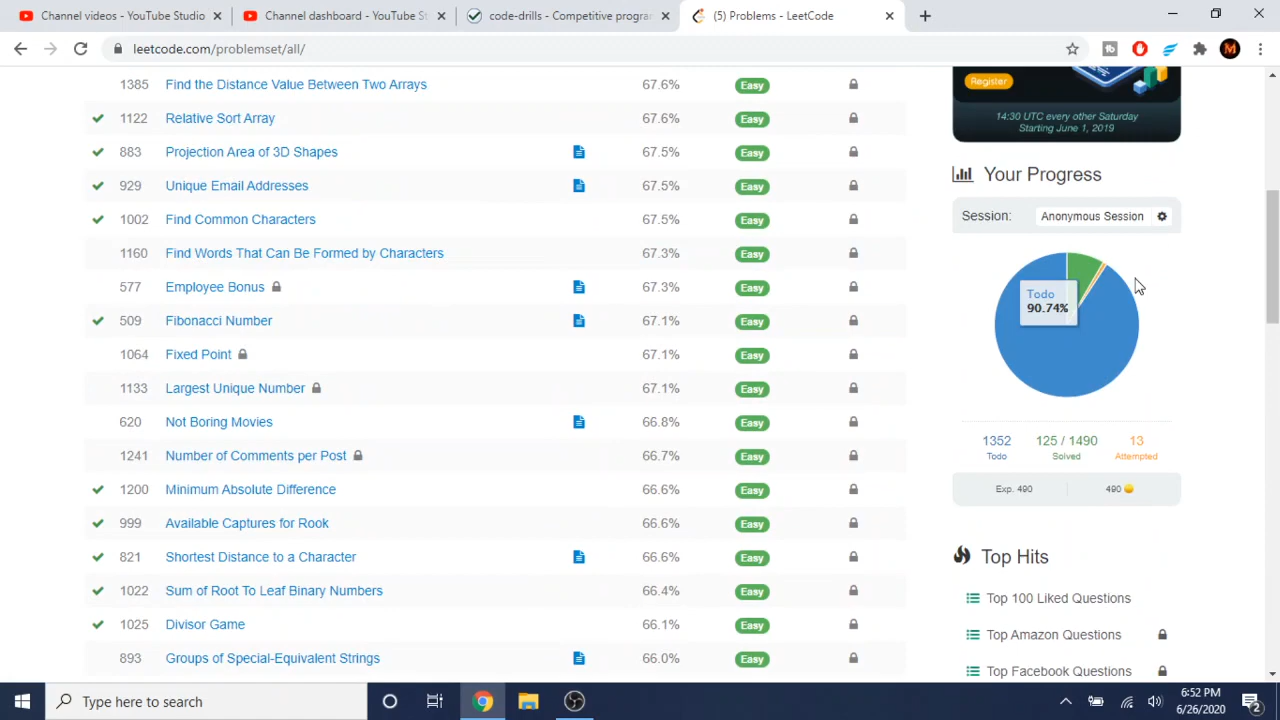 Channel videos - YouTube Studio
Channel dashboard - YouTube St
code-drills - Competitive progran
(5) Problems - LeetCode
leetcode.com/problemset/all/
1385 Find the Distance Value Between Two Arrays 67.6% Easy
1122 Relative Sort Array 67.6% Easy
883 Projection Area of 3D Shapes 67.5% Easy
929 Unique Email Addresses 67.5% Easy
1002 Find Common Characters 67.5% Easy
1160 Find Words That Can Be Formed by Characters 67.3% Easy
577 Employee Bonus 67.3% Easy
509 Fibonacci Number 67.1% Easy
1064 Fixed Point 67.1% Easy
1133 Largest Unique Number 67.1% Easy
620 Not Boring Movies 66.8% Easy
1241 Number of Comments per Post 66.7% Easy
1200 Minimum Absolute Difference 66.6% Easy
999 Available Captures for Rook 66.6% Easy
821 Shortest Distance to a Character 66.6% Easy
1022 Sum of Root To Leaf Binary Numbers 66.4% Easy
1025 Divisor Game 66.1% Easy
893 Groups of Special-Equivalent Strings 66.0% Easy
Register
14:30 UTC every other Saturday
Starting June 1, 2019
Your Progress
Session: Anonymous Session
Todo
90.74%
1352 125 / 1490 13
Todo Solved Attempted
Exp. 490 490
Top Hits
Top 100 Liked Questions
Top Amazon Questions
Top Facebook Questions
Type here to search
6:52 PM
6/26/2020
2